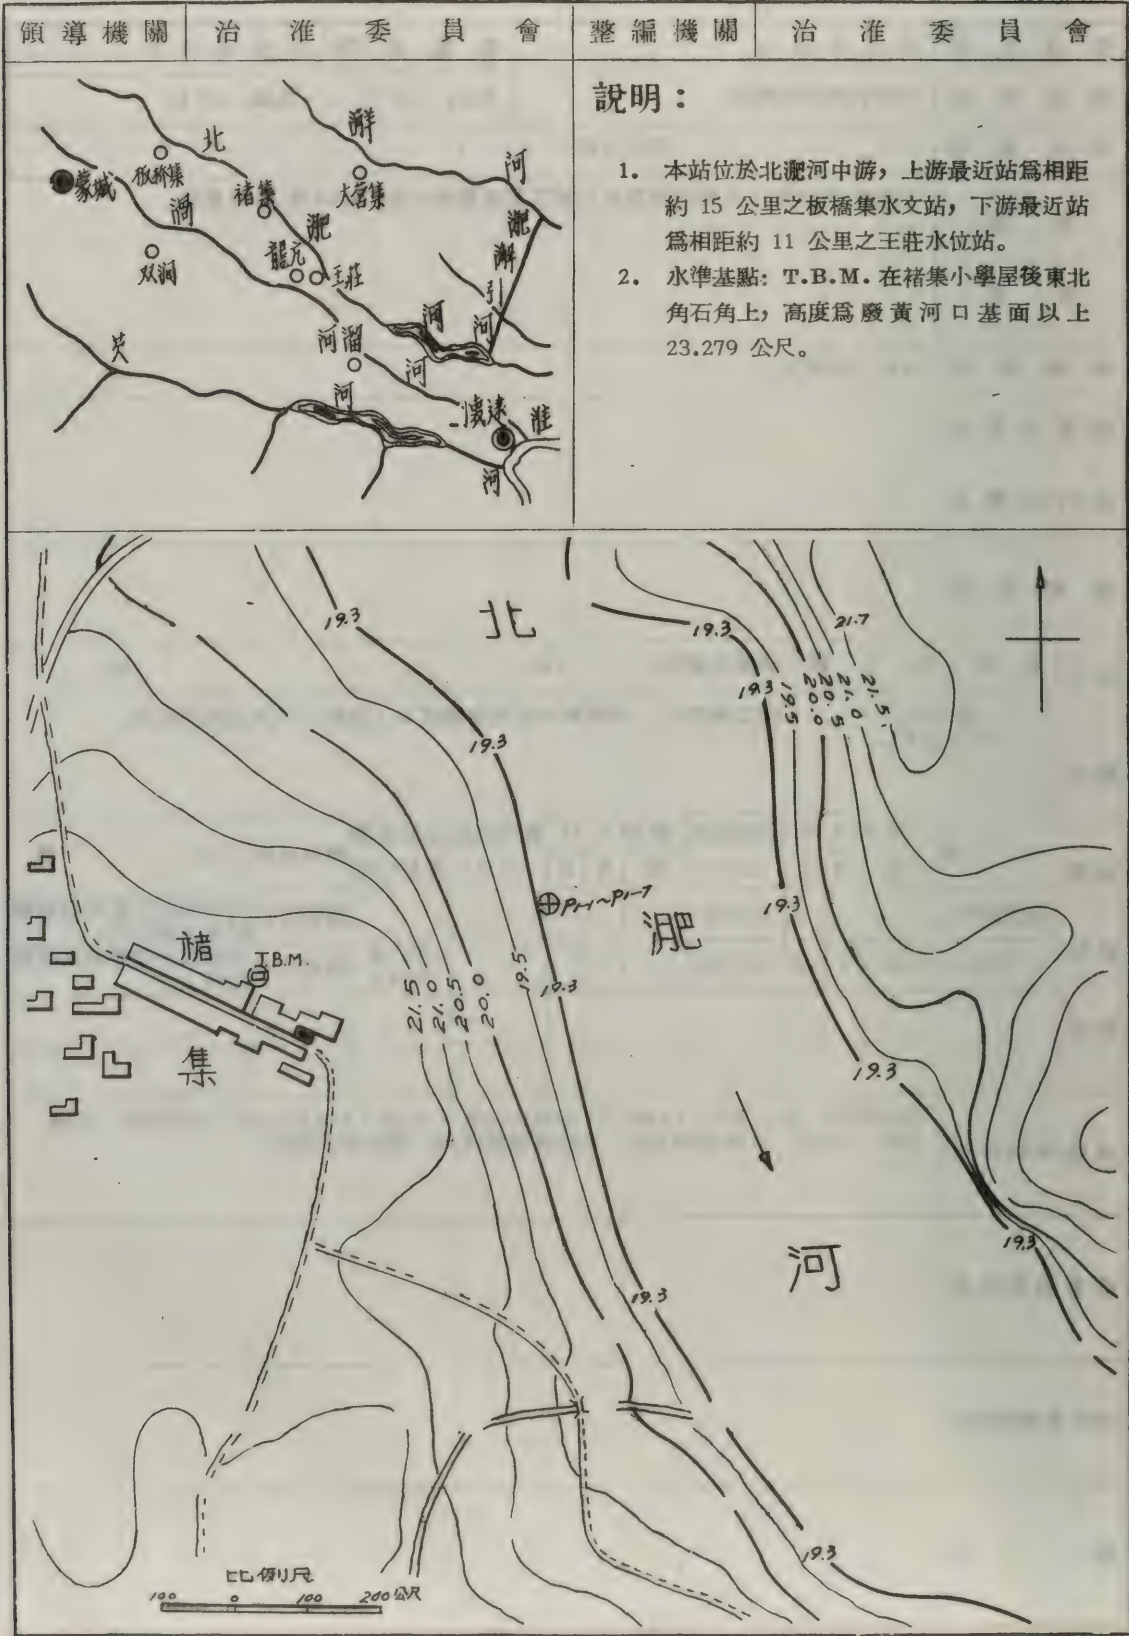 領導機關 治淮委員會 整編機關 治淮委員會
說明：
1. 本站位於北淝河中游，上游最近站爲相距
約 15 公里之板橋集水文站，下游最近站
爲相距約 11 公里之王莊水位站。
2. 水準基點: T.B.M. 在褚集小學屋後東北
角石角上，高度爲廢黃河口基面以上
23.279 公尺。
北
淝
河
澥
河
蒙城
板桥集
褚集
大营集
渦
河
双涧
龍亢
王莊
淝
澥
引
河
河溜
芡
河
懷遠
淮
河
北
淝
河
19.3
19.3
19.3
19.3
21.7
19.5
20.0
20.5
21.0
21.5
19.3
P1-1~P1-7
19.3
19.5
20.0
20.5
21.0
21.5
褚
集
T.B.M.
19.3
19.3
19.3
19.3
比例尺
100 0 100 200公尺